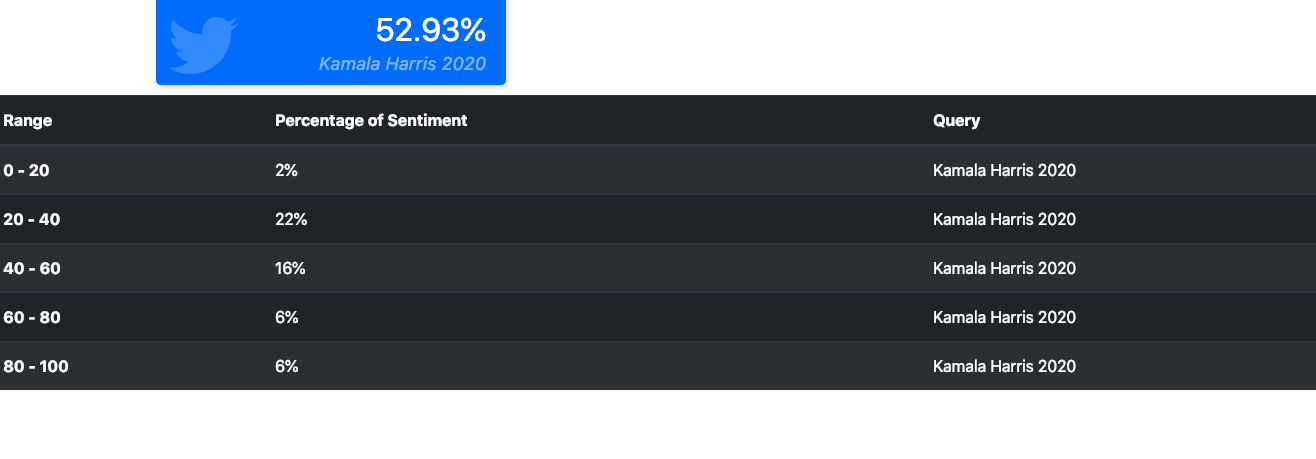 52.93%
Kamala Harris 2020
Range Percentage of Sentiment Query
0 - 20 2% Kamala Harris 2020
20 - 40 22% Kamala Harris 2020
40 - 60 16% Kamala Harris 2020
60 - 80 6% Kamala Harris 2020
80 - 100 6% Kamala Harris 2020